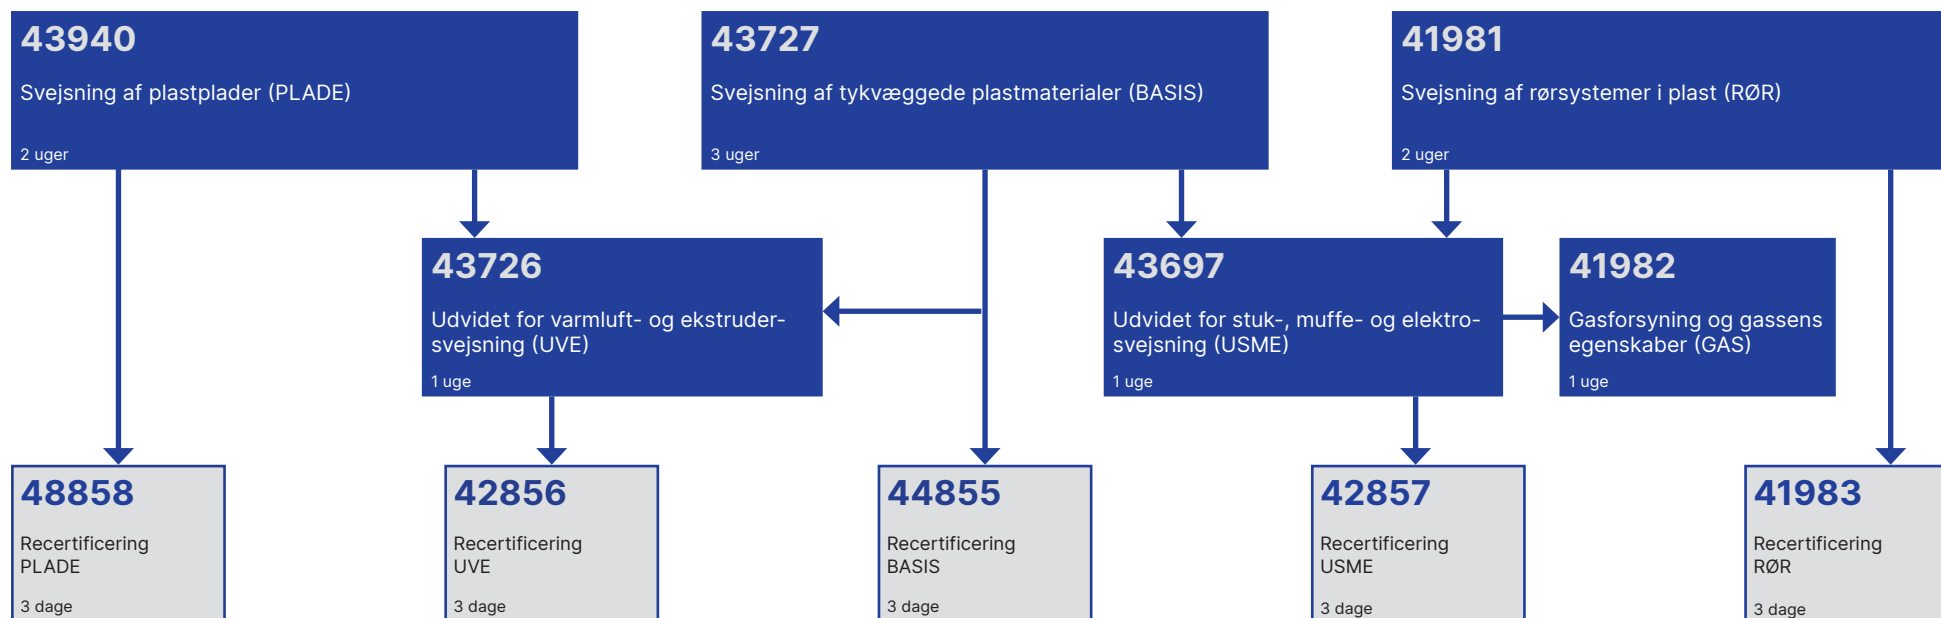 43940
Svejsning af plastplader (PLADE)
2 uger
43727
Svejsning af tykvæggede plastmaterialer (BASIS)
3 uger
41981
Svejsning af rørsystemer i plast (RØR)
2 uger
43726
Udvidet for varmluft- og ekstruder-
svejsning (UVE)
1 uge
43697
Udvidet for stuk-, muffe- og elektro-
svejsning (USME)
1 uge
41982
Gasforsyning og gassens
egenskaber (GAS)
1 uge
48858
Recertificering
PLADE
3 dage
42856
Recertificering
UVE
3 dage
44855
Recertificering
BASIS
3 dage
42857
Recertificering
USME
3 dage
41983
Recertificering
RØR
3 dage